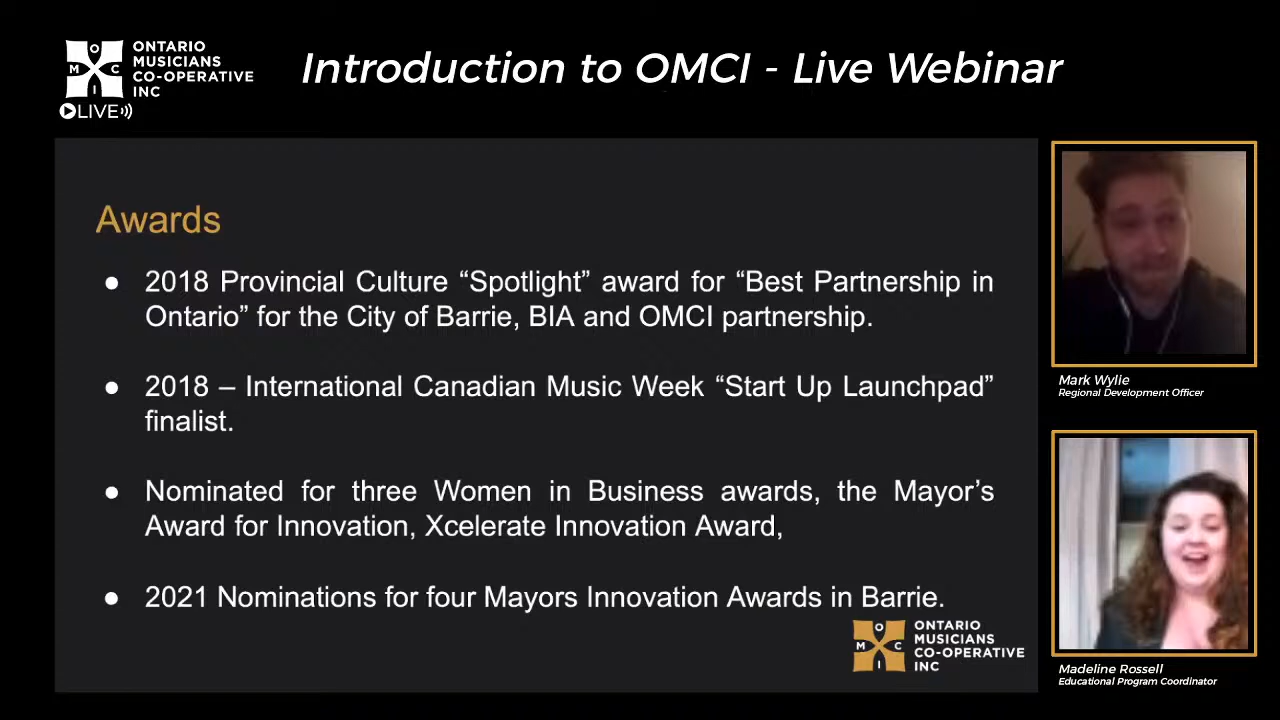 ONTARIO
MUSICIANS
CO-OPERATIVE
INC
O
M C
I
LIVE
Introduction to OMCI - Live Webinar
Awards
● 2018 Provincial Culture “Spotlight” award for “Best Partnership in
Ontario” for the City of Barrie, BIA and OMCI partnership.
● 2018 – International Canadian Music Week “Start Up Launchpad”
finalist.
● Nominated for three Women in Business awards, the Mayor’s
Award for Innovation, Xcelerate Innovation Award,
● 2021 Nominations for four Mayors Innovation Awards in Barrie.
O
M C
I
ONTARIO
MUSICIANS
CO-OPERATIVE
INC
Mark Wylie
Regional Development Officer
Madeline Rossell
Educational Program Coordinator